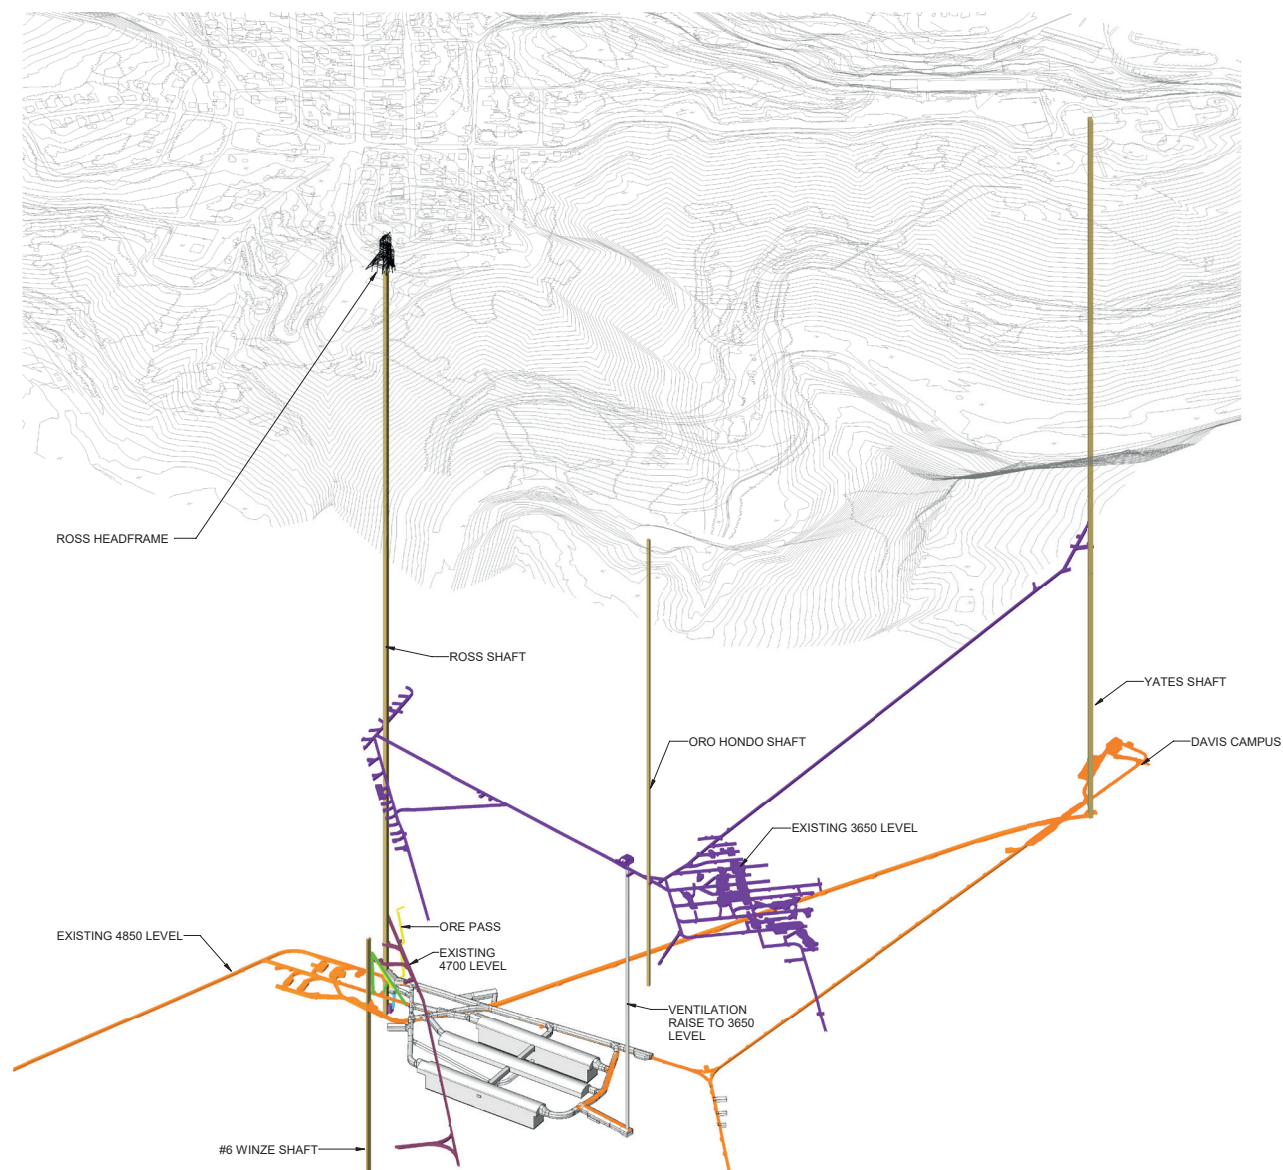 ROSS HEADFRAME
ROSS SHAFT
YATES SHAFT
ORO HONDO SHAFT
DAVIS CAMPUS
EXISTING 3650 LEVEL
ORE PASS
EXISTING 4850 LEVEL
EXISTING
4700 LEVEL
VENTILATION
RAISE TO 3650
LEVEL
#6 WINZE SHAFT